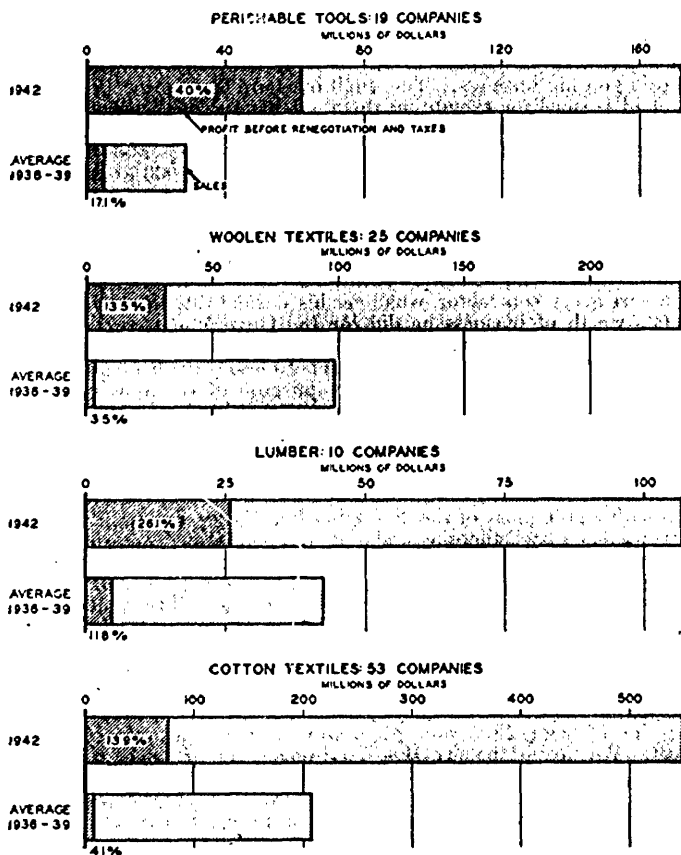 PERICHABLE TOOLS: 19 COMPANIES
MILLIONS OF DOLLARS
0 40 80 120 160
1942
40%
PROFIT BEFORE RENEGOTIATION AND TAXES
AVERAGE
1936-39
SALES
17.1%
WOOLEN TEXTILES: 25 COMPANIES
MILLIONS OF DOLLARS
0 50 100 150 200
1942
13.5%
AVERAGE
1936-39
3.5%
LUMBER: 10 COMPANIES
MILLIONS OF DOLLARS
0 25 50 75 100
1942
26.1%
AVERAGE
1936-39
11.8%
COTTON TEXTILES: 53 COMPANIES
MILLIONS OF DOLLARS
0 100 200 300 400 500
1942
13.9%
AVERAGE
1936-39
4.1%